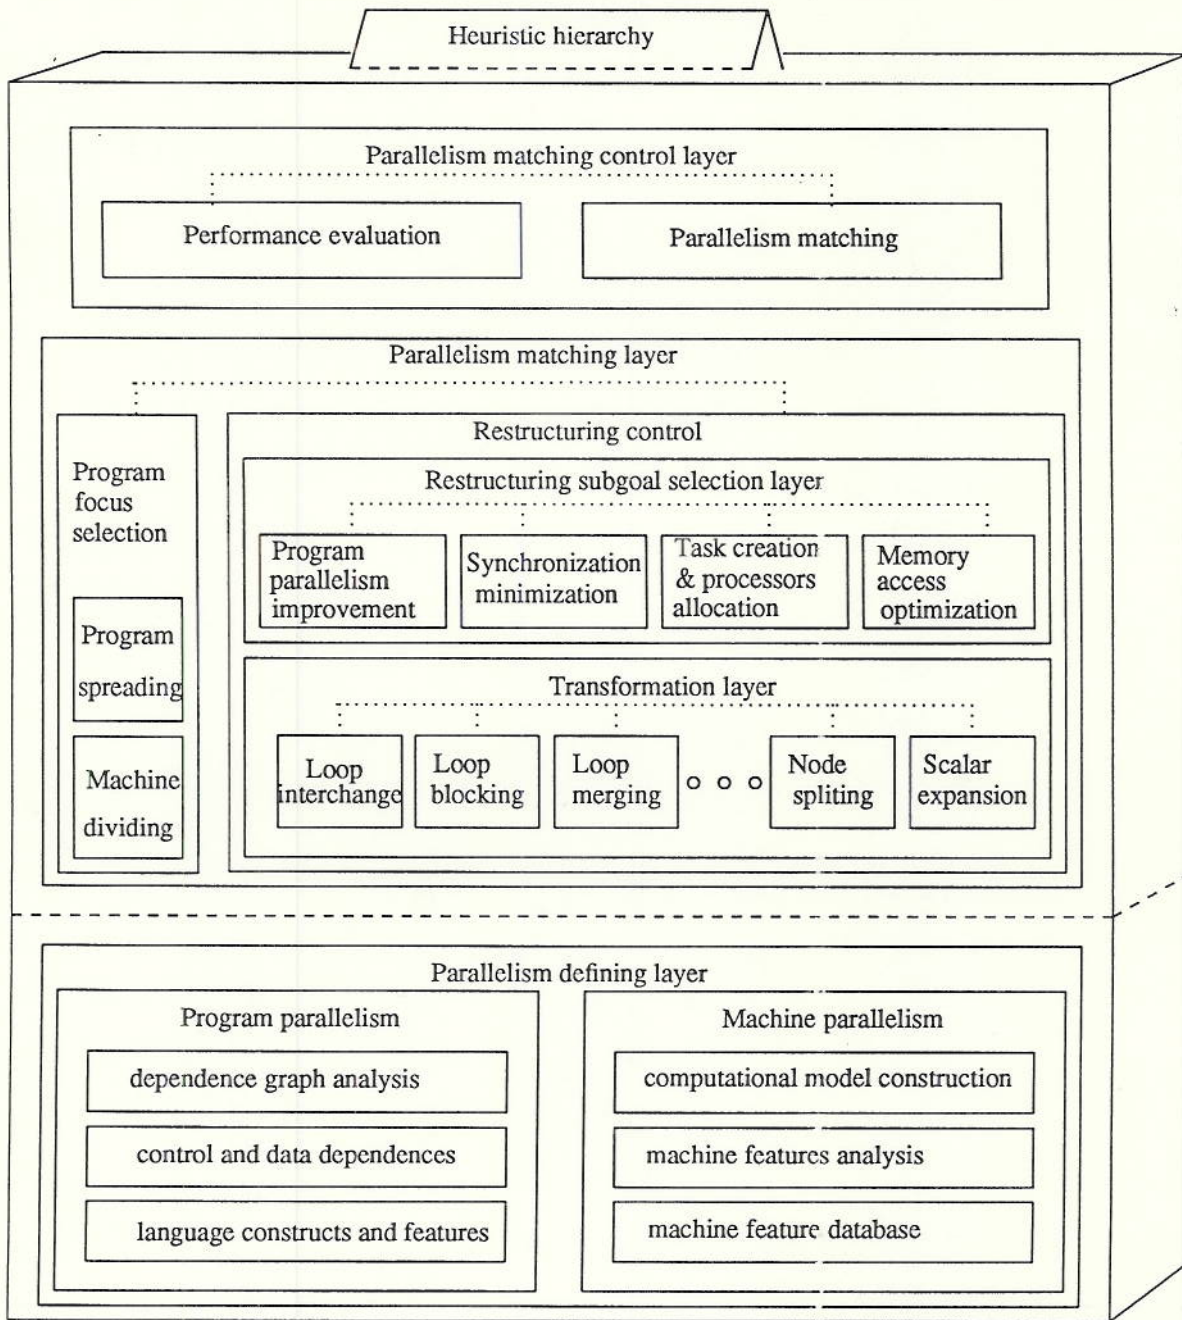 Heuristic hierarchy
Parallelism matching control layer
Performance evaluation
Parallelism matching
Parallelism matching layer
Program
focus
selection
Program
spreading
Machine
dividing
Restructuring control
Restructuring subgoal selection layer
Program
parallelism
improvement
Synchronization
minimization
Task creation
& processors
allocation
Memory
access
optimization
Transformation layer
Loop
interchange
Loop
blocking
Loop
merging
Node
spliting
Scalar
expansion
Parallelism defining layer
Program parallelism
dependence graph analysis
control and data dependences
language constructs and features
Machine parallelism
computational model construction
machine features analysis
machine feature database